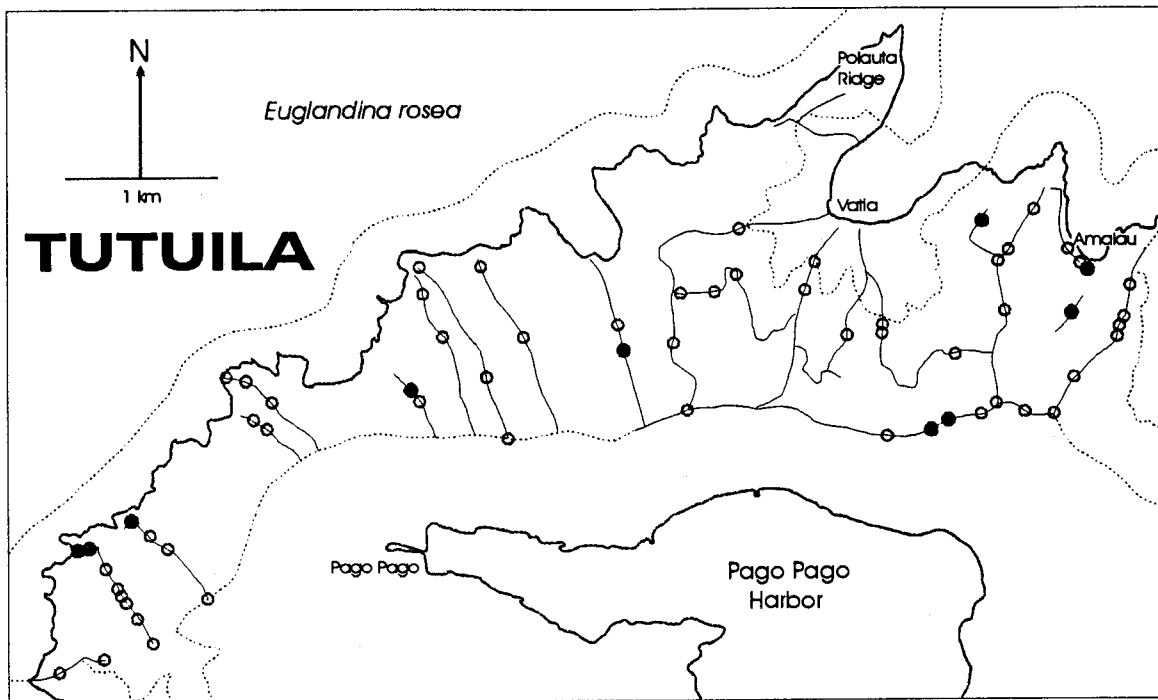 N
Euglandina rosea
Polauta
Ridge
1 km
TUTUILA
Vatia
Amalau
Pago Pago
Pago Pago
Harbor